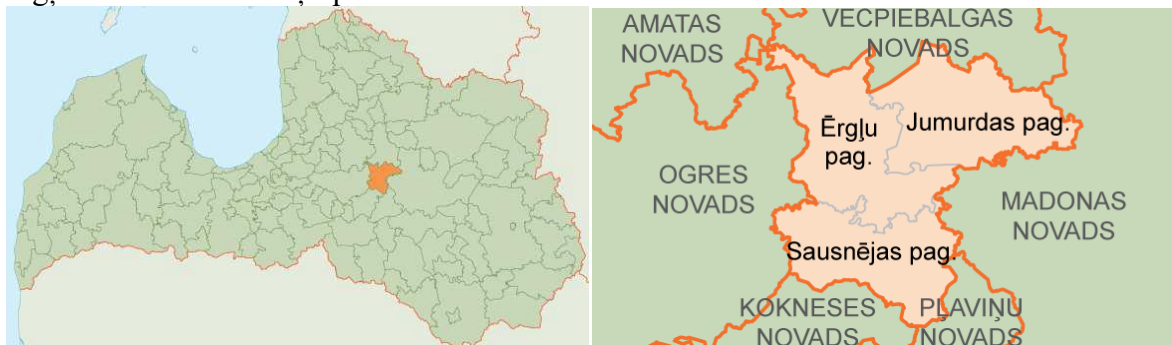 AMATAS
NOVADS
VECPIEBALGAS
NOVADS
Ērgļu
pag.
Jumurdas pag.
OGRES
NOVADS
MADONAS
NOVADS
Sausnējas pag.
KOKNESES
NOVADS
PĻAVIŅU
NOVADS